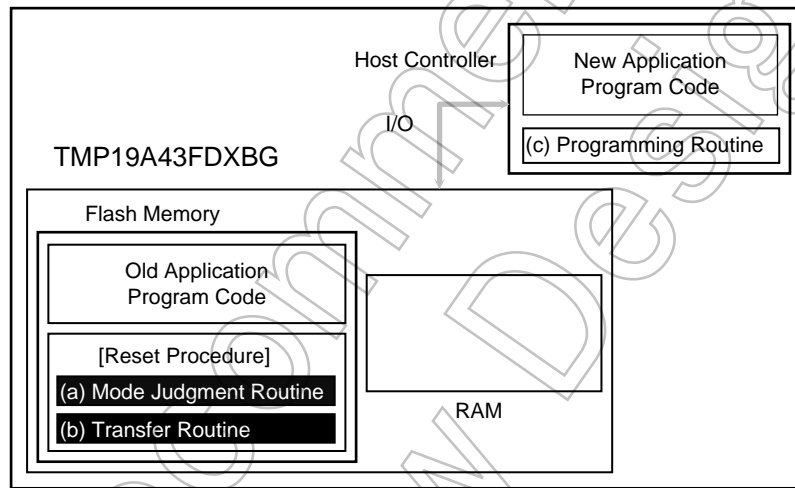 Host Controller
New Application
Program Code
I/O
(c) Programming Routine
TMP19A43FDXBG
Flash Memory
Old Application
Program Code
[Reset Procedure]
(a) Mode Judgment Routine
(b) Transfer Routine
RAM